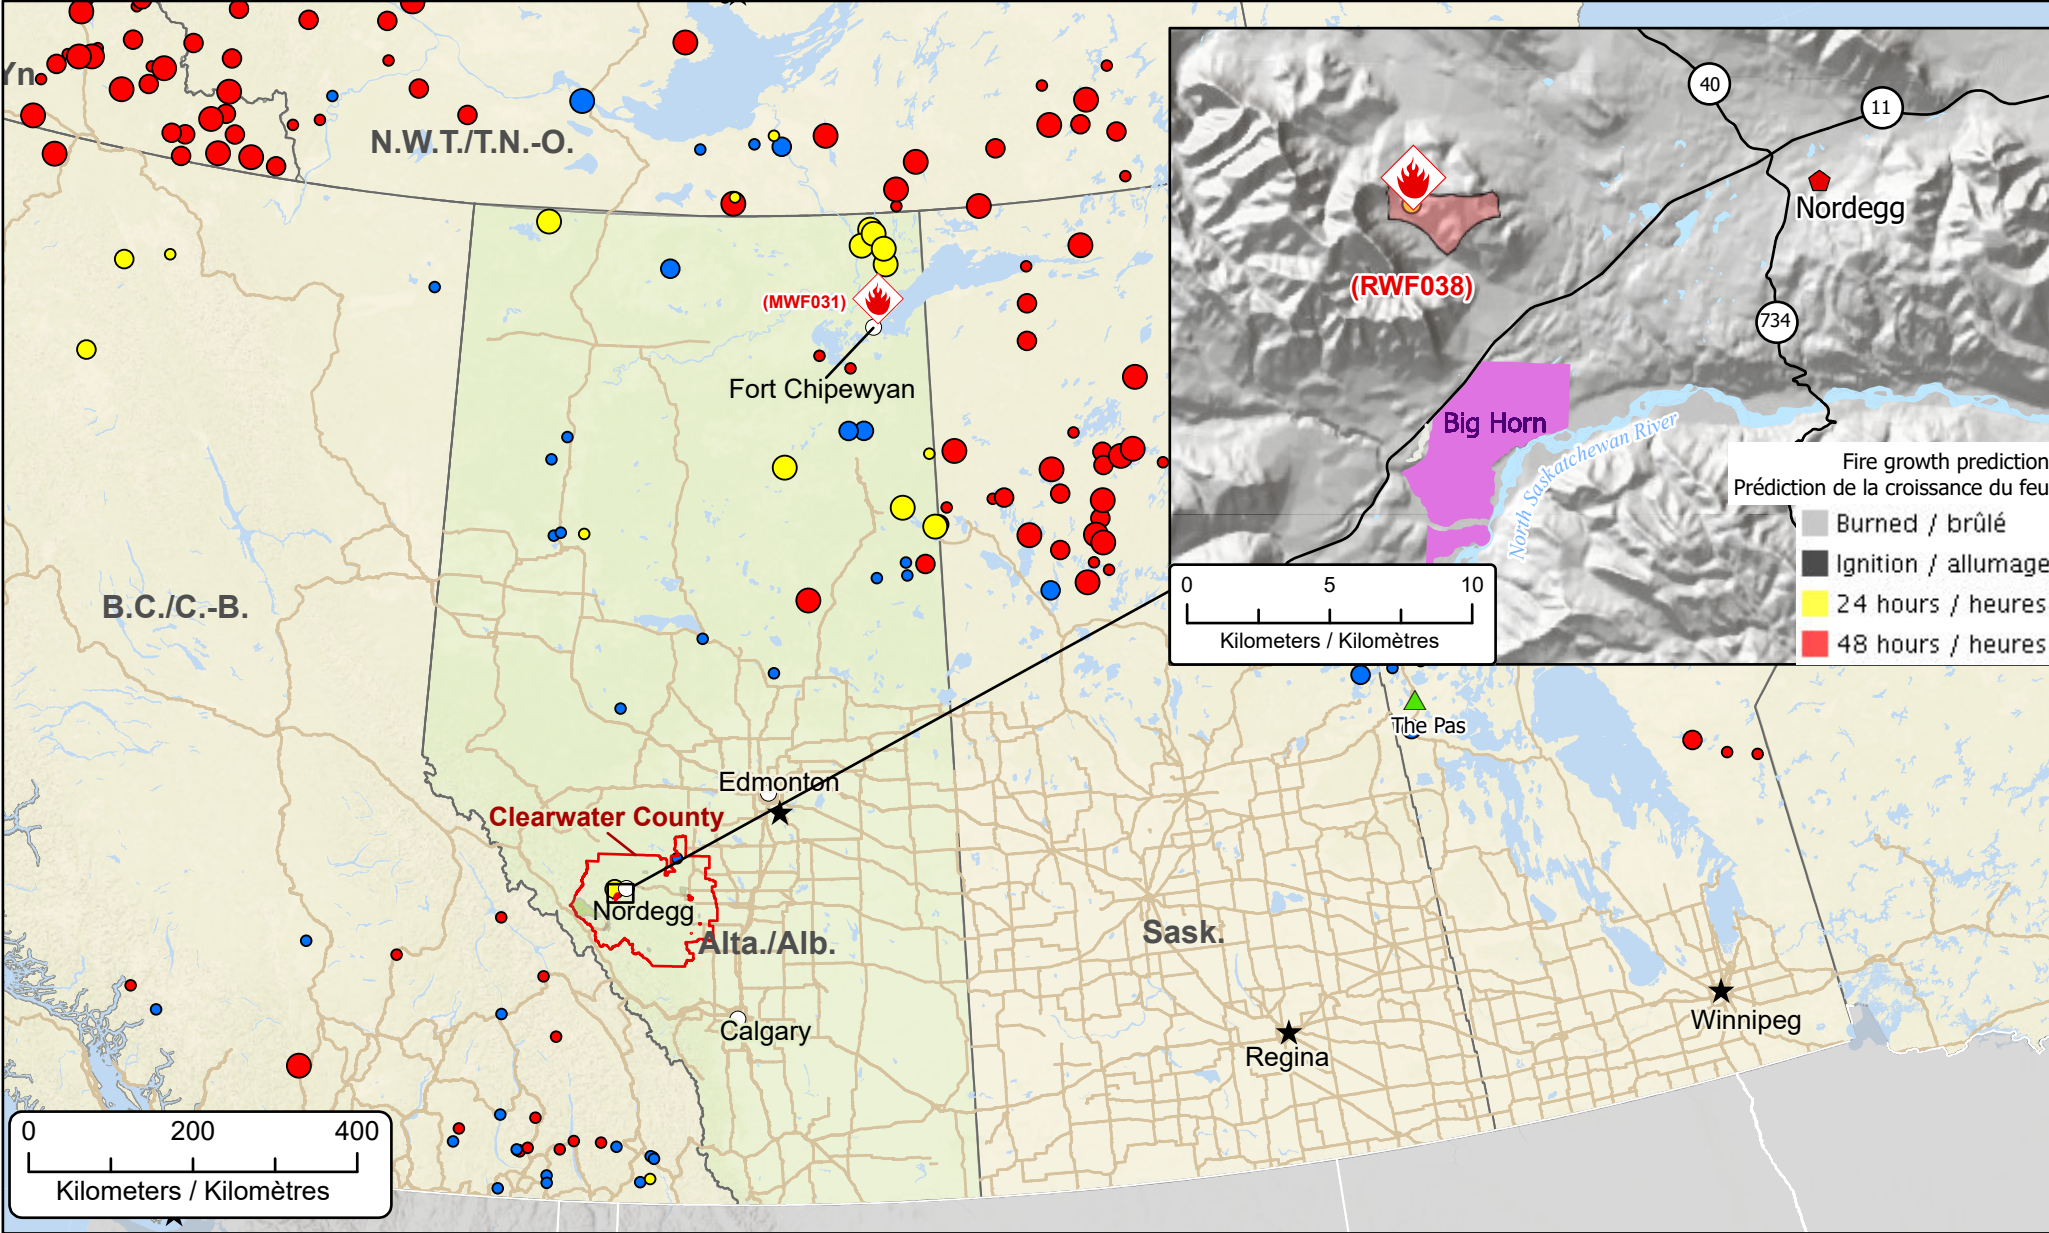 Yn
N.W.T./T.N.-O.
(MWF031)
Fort Chipewyan
B.C./C.-B.
Edmonton
Clearwater County
Nordegg
Alta./Alb.
Calgary
Sask.
Regina
Winnipeg
The Pas
0 200 400
Kilometers / Kilomètres
40
11
Nordegg
(RWF038)
734
Big Horn
North Saskatchewan River
Fire growth prediction
Prédiction de la croissance du feu
Burned / brûlé
Ignition / allumage
24 hours / heures
48 hours / heures
0 5 10
Kilometers / Kilomètres